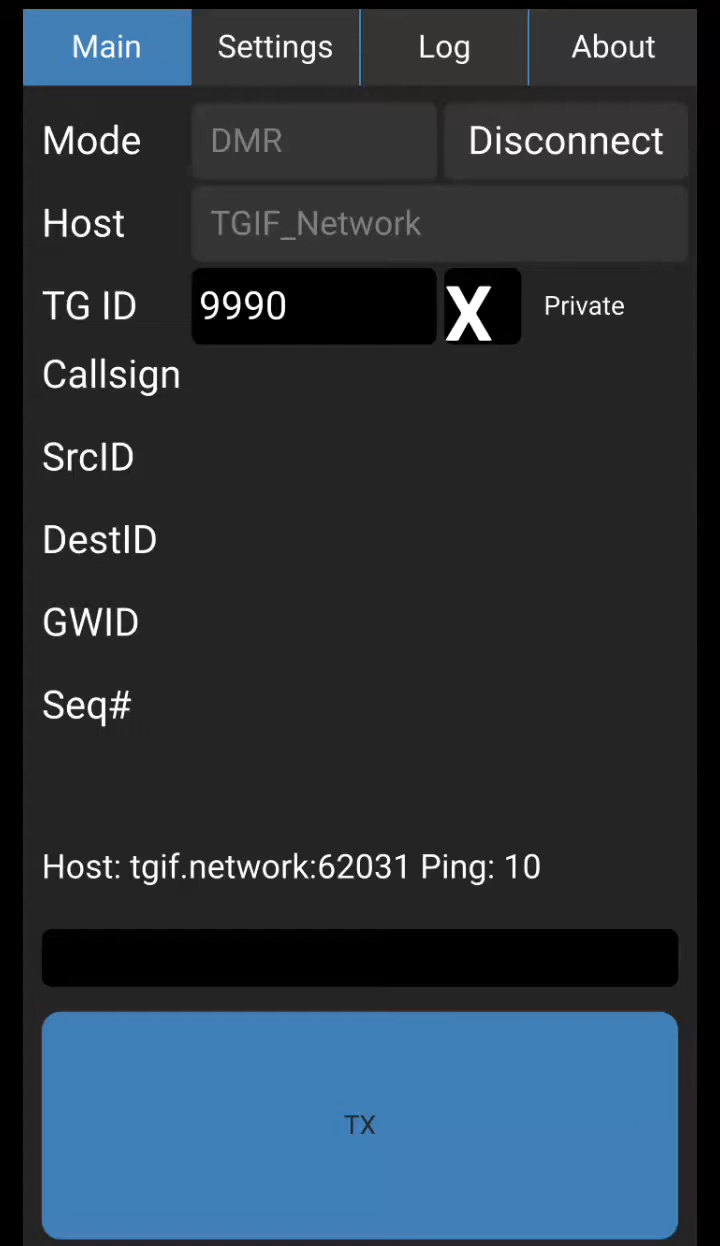 Main Settings Log About
Mode DMR Disconnect
Host TGIF_Network
TG ID 9990 X Private
Callsign
SrcID
DestID
GWID
Seq#
Host: tgif.network:62031 Ping: 10
TX